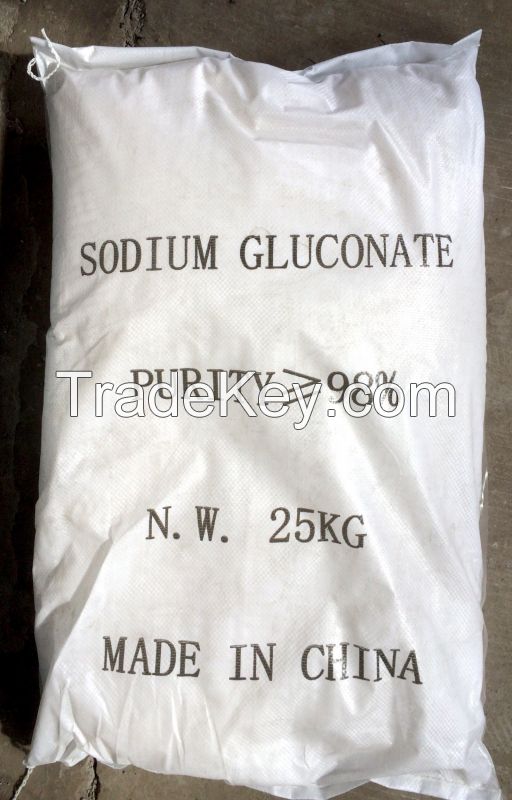 SODIUM GLUCONATE
PURITY≥98%
TradeKey.com
N.W. 25KG
MADE IN CHINA